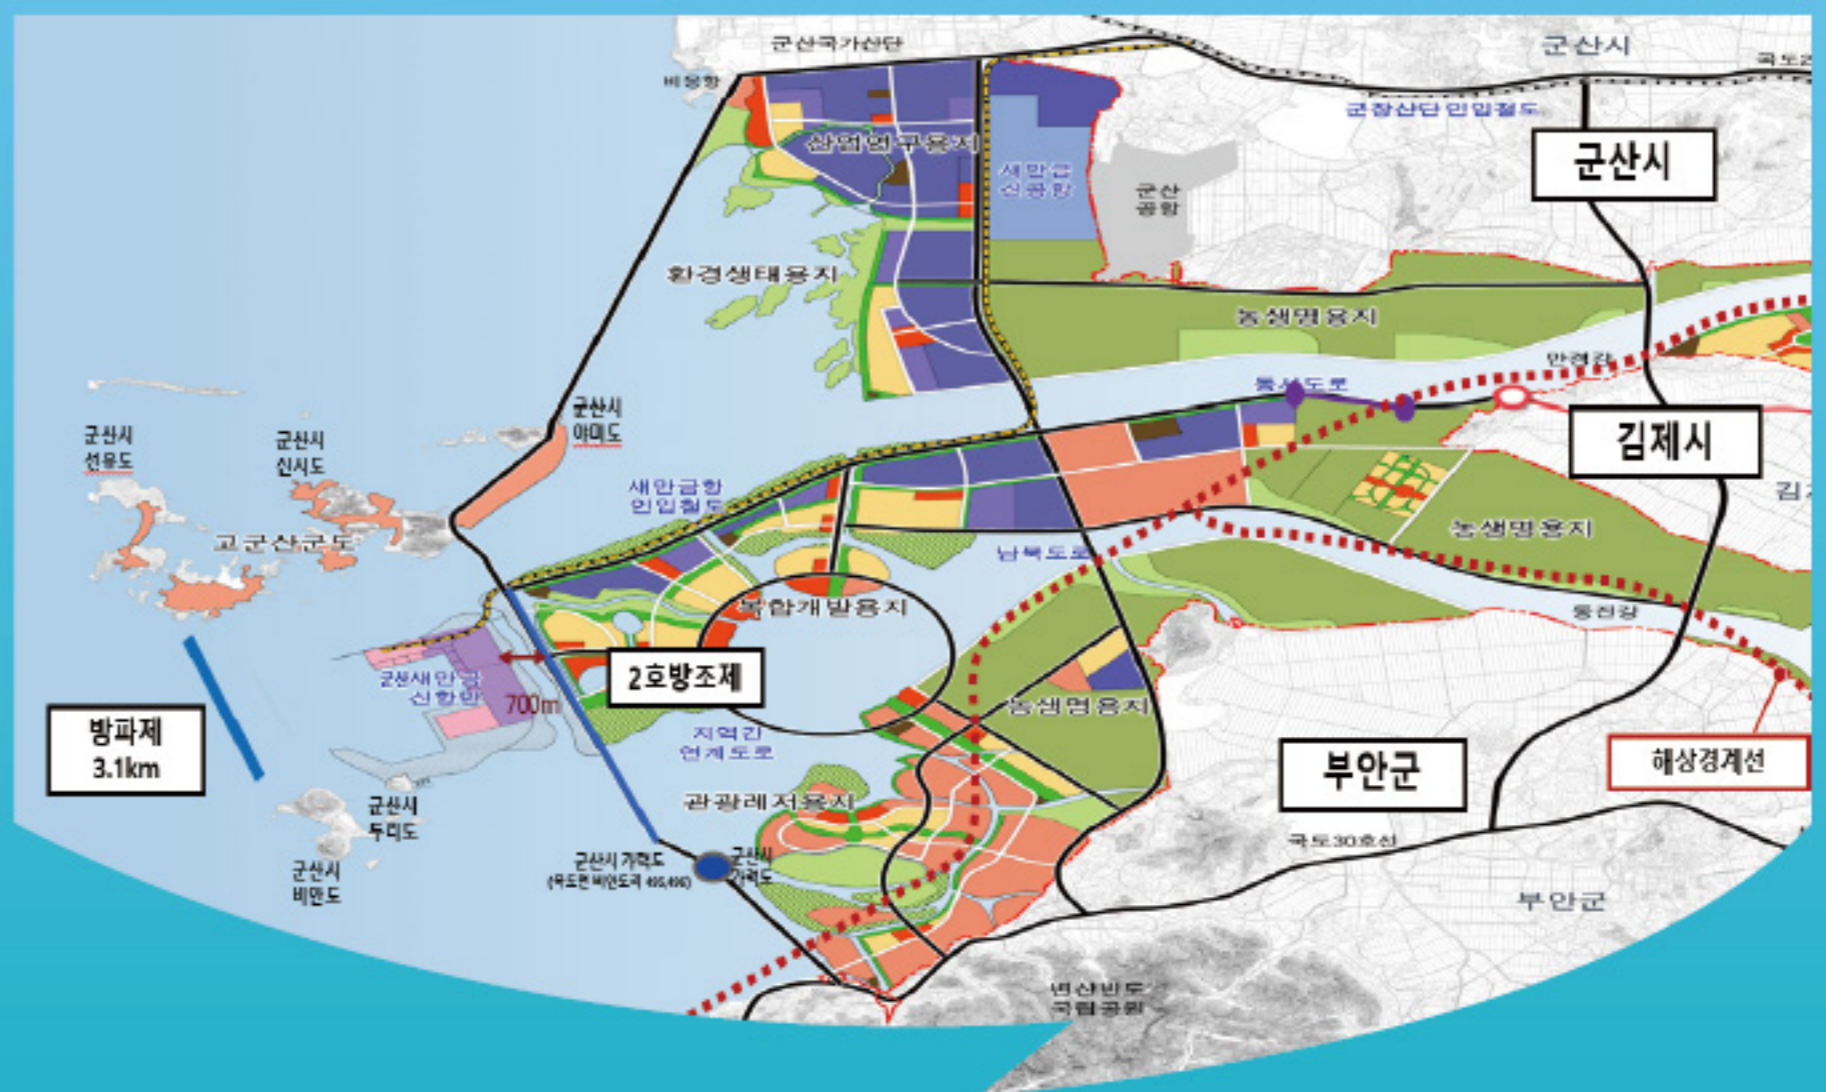 군산국가산단
군산시
비응항
군장산단 인입철도
군산시
산업연구용지
새만금
신공항
군산
공항
환경생태용지
농생명용지
만경강
동서도로
군산시
야미도
군산시
선유도
군산시
신시도
김제시
새만금항
인입철도
고군산군도
농생명용지
남북도로
복합개발용지
동진강
2호방조제
군산새만금
신항만
700m
농생명용지
방파제
3.1km
지역간
연계도로
부안군
해상경계선
관광레저용지
군산시
두리도
국도30호선
군산시 가력도
(옥도면 비안도리 495,496)
군산시
가력도
군산시
비안도
부안군
변산반도
국립공원